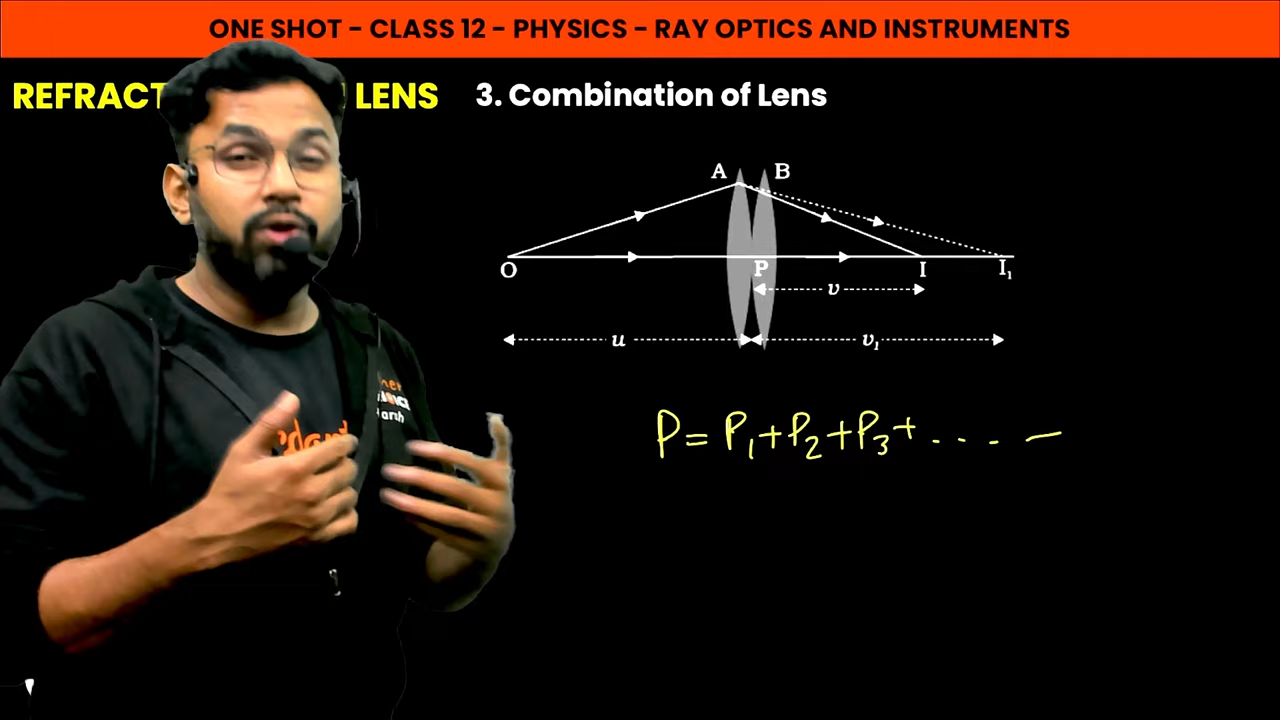 ONE SHOT - CLASS 12 - PHYSICS - RAY OPTICS AND INSTRUMENTS
LENS
3. Combination of Lens
A B
O P I I₁
v
u v₁
P = P₁ + P₂ + P₃ + . . . . —